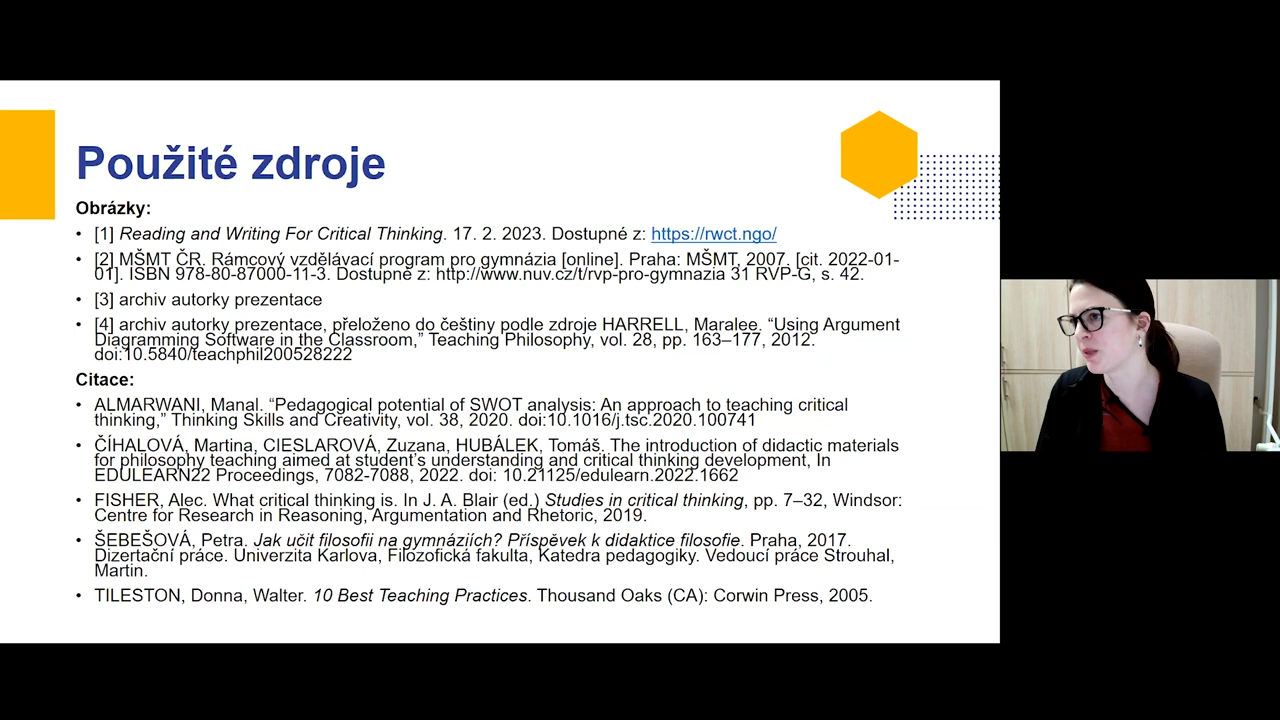 Použité zdroje
Obrázky:
• [1] Reading and Writing For Critical Thinking. 17. 2. 2023. Dostupné z: https://rwct.ngo/
• [2] MŠMT ČR. Rámcový vzdělávací program pro gymnázia [online]. Praha: MŠMT, 2007. [cit. 2022-01-
01]. ISBN 978-80-87000-11-3. Dostupné z: http://www.nuv.cz/t/rvp-pro-gymnazia 31 RVP-G, s. 42.
• [3] archiv autorky prezentace
• [4] archiv autorky prezentace, přeloženo do češtiny podle zdroje HARRELL, Maralee. “Using Argument
Diagramming Software in the Classroom,” Teaching Philosophy, vol. 28, pp. 163–177, 2012.
doi:10.5840/teachphil200528222
Citace:
• ALMARWANI, Manal. “Pedagogical potential of SWOT analysis: An approach to teaching critical
thinking,” Thinking Skills and Creativity, vol. 38, 2020. doi:10.1016/j.tsc.2020.100741
• ČÍHALOVÁ, Martina, CIESLAROVÁ, Zuzana, HUBÁLEK, Tomáš. The introduction of didactic materials
for philosophy teaching aimed at student’s understanding and critical thinking development, In
EDULEARN22 Proceedings, 7082-7088, 2022. doi: 10.21125/edulearn.2022.1662
• FISHER, Alec. What critical thinking is. In J. A. Blair (ed.) Studies in critical thinking, pp. 7–32, Windsor:
Centre for Research in Reasoning, Argumentation and Rhetoric, 2019.
• ŠEBEŠOVÁ, Petra. Jak učit filosofii na gymnáziích? Příspěvek k didaktice filosofie. Praha, 2017.
Dizertační práce. Univerzita Karlova, Filozofická fakulta, Katedra pedagogiky. Vedoucí práce Strouhal,
Martin.
• TILESTON, Donna, Walter. 10 Best Teaching Practices. Thousand Oaks (CA): Corwin Press, 2005.